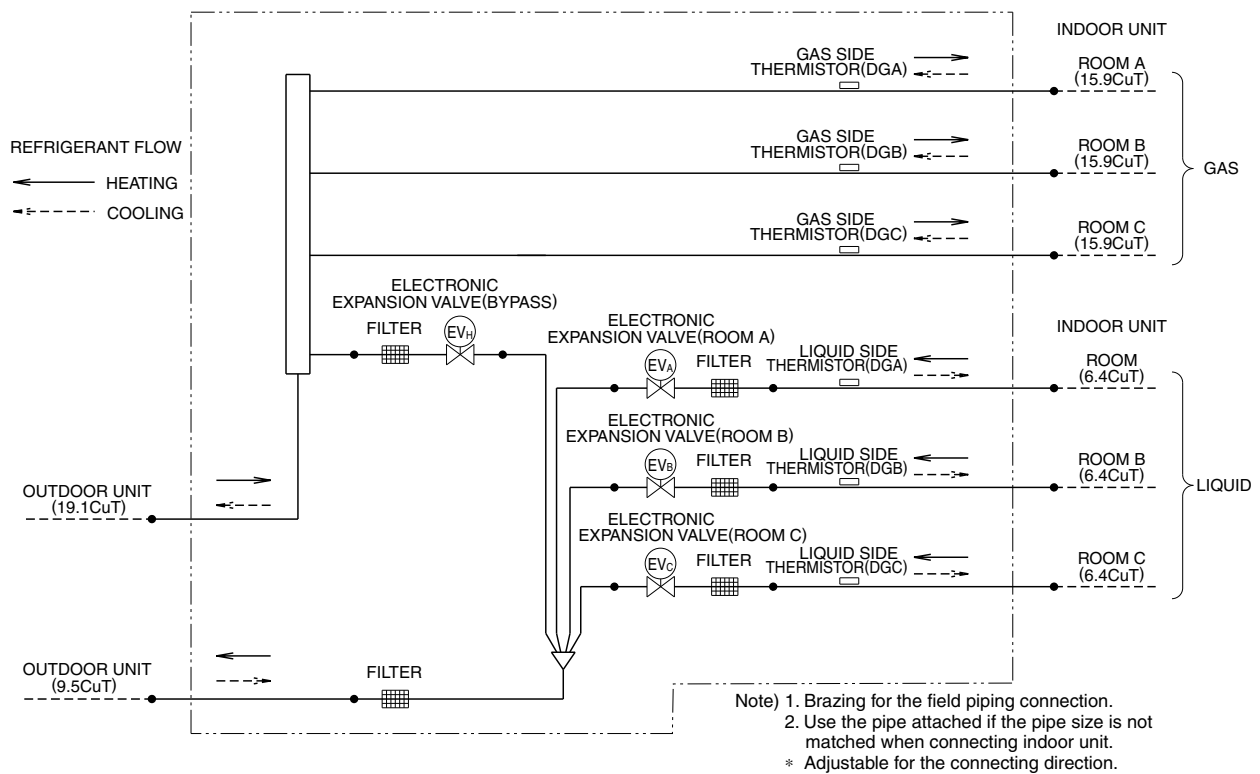 INDOOR UNIT
GAS SIDE
THERMISTOR(DGA)
ROOM A
(15.9CuT)
REFRIGERANT FLOW
HEATING
COOLING
GAS SIDE
THERMISTOR(DGB)
ROOM B
(15.9CuT)
GAS
GAS SIDE
THERMISTOR(DGC)
ROOM C
(15.9CuT)
ELECTRONIC
EXPANSION VALVE(BYPASS)
FILTER
EVH
INDOOR UNIT
ELECTRONIC
EXPANSION VALVE(ROOM A)
EVA
FILTER
LIQUID SIDE
THERMISTOR(DGA)
ROOM
(6.4CuT)
ELECTRONIC
EXPANSION VALVE(ROOM B)
EVB
FILTER
LIQUID SIDE
THERMISTOR(DGB)
ROOM B
(6.4CuT)
LIQUID
OUTDOOR UNIT
(19.1CuT)
ELECTRONIC
EXPANSION VALVE(ROOM C)
EVC
FILTER
LIQUID SIDE
THERMISTOR(DGC)
ROOM C
(6.4CuT)
OUTDOOR UNIT
(9.5CuT)
FILTER
Note) 1. Brazing for the field piping connection.
2. Use the pipe attached if the pipe size is not
matched when connecting indoor unit.
* Adjustable for the connecting direction.